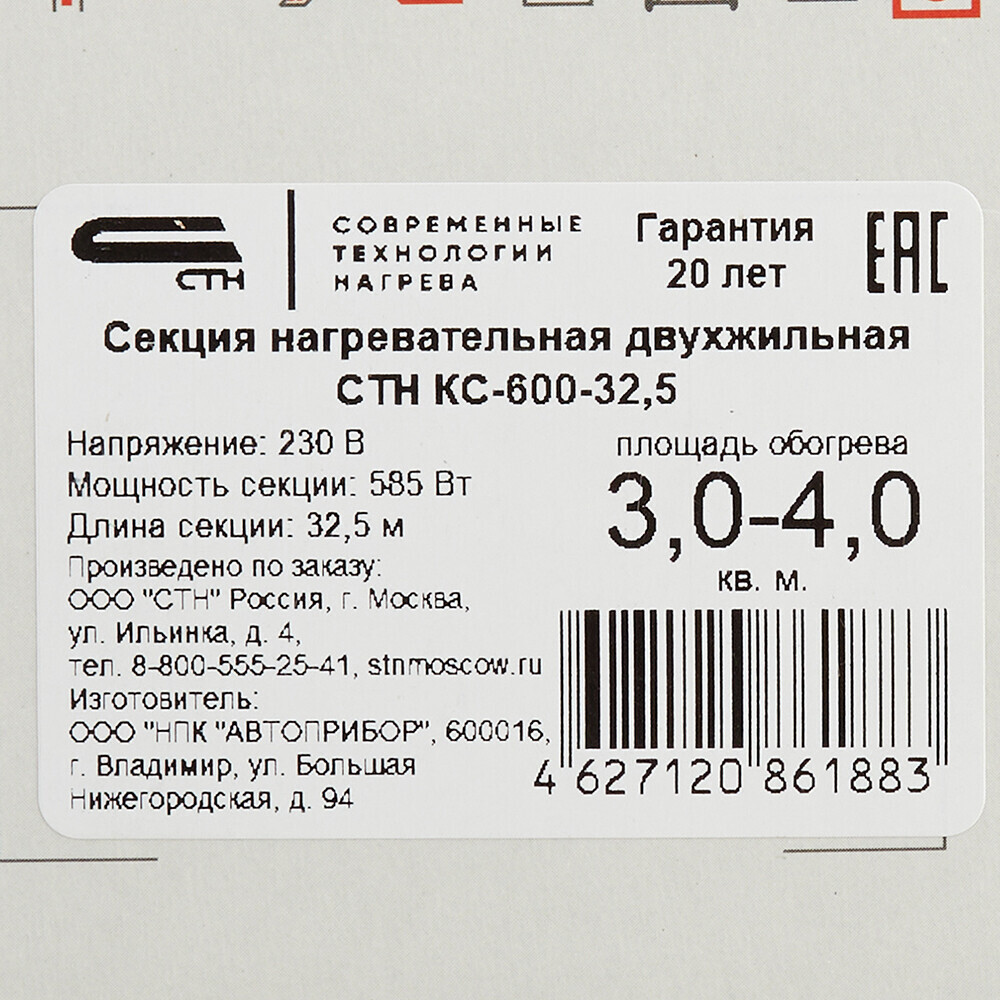 СТН
СОВРЕМЕННЫЕ
ТЕХНОЛОГИИ
НАГРЕВА
Гарантия
20 лет
EAC
Секция нагревательная двухжильная
СТН КС-600-32,5
Напряжение: 230 В
Мощность секции: 585 Вт
Длина секции: 32,5 м
площадь обогрева
3,0-4,0
кв. м.
Произведено по заказу:
ООО "СТН" Россия, г. Москва,
ул. Ильинка, д. 4,
тел. 8-800-555-25-41, stnmoscow.ru
Изготовитель:
ООО "НПК "АВТОПРИБОР", 600016,
г. Владимир, ул. Большая
Нижегородская, д. 94
4 627120 861883